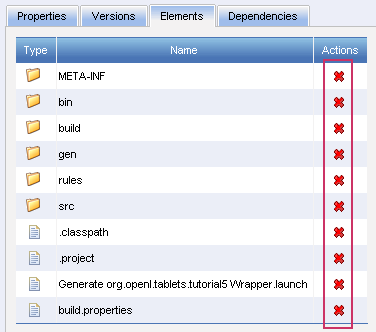 Properties Versions Elements Dependencies
Type Name Actions
META-INF
bin
build
gen
rules
src
.classpath
.project
Generate org.openl.tablets.tutorial5 Wrapper.launch
build.properties